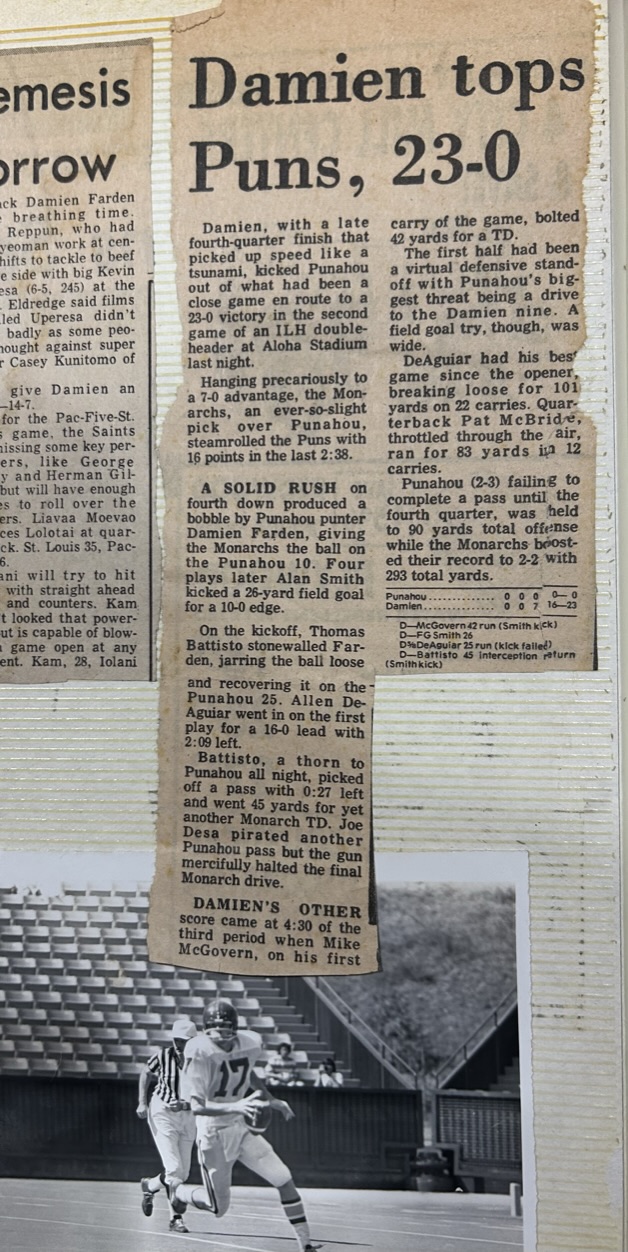 emesis
orrow
ack Damien Farden
breathing time.
Reppun, who had
yeoman work at cen-
hifts to tackle to beef
e side with big Kevin
esa (6-5, 245) at the
. Eldredge said films
led Uperesa didn't
badly as some peo-
hought against super
r Casey Kunitomo of
give Damien an
—14-7.
for the Pac-Five-St.
s game, the Saints
missing some key per-
ers, like George
y and Herman Gil-
but will have enough
es to roll over the
ers. Liavaa Moevao
ces Lolotai at quar-
ck. St. Louis 35, Pac-
6.
ani will try to hit
with straight ahead
and counters. Kam
't looked that power-
ut is capable of blow-
game open at any
ent. Kam, 28, Iolani
Damien tops
Puns, 23-0
Damien, with a late
fourth-quarter finish that
picked up speed like a
tsunami, kicked Punahou
out of what had been a
close game en route to a
23-0 victory in the second
game of an ILH double-
header at Aloha Stadium
last night.
Hanging precariously to
a 7-0 advantage, the Mon-
archs, an ever-so-slight
pick over Punahou,
steamrolled the Puns with
16 points in the last 2:38.
A SOLID RUSH on
fourth down produced a
bobble by Punahou punter
Damien Farden, giving
the Monarchs the ball on
the Punahou 10. Four
plays later Alan Smith
kicked a 26-yard field goal
for a 10-0 edge.
On the kickoff, Thomas
Battisto stonewalled Far-
den, jarring the ball loose
and recovering it on the
Punahou 25. Allen De-
Aguiar went in on the first
play for a 16-0 lead with
2:09 left.
Battisto, a thorn to
Punahou all night, picked
off a pass with 0:27 left
and went 45 yards for yet
another Monarch TD. Joe
Desa pirated another
Punahou pass but the gun
mercifully halted the final
Monarch drive.
DAMIEN'S OTHER
score came at 4:30 of the
third period when Mike
McGovern, on his first
carry of the game, bolted
42 yards for a TD.
The first half had been
a virtual defensive stand-
off with Punahou's big-
gest threat being a drive
to the Damien nine. A
field goal try, though, was
wide.
DeAguiar had his best
game since the opener,
breaking loose for 101
yards on 22 carries. Quar-
terback Pat McBride,
throttled through the air,
ran for 83 yards in 12
carries.
Punahou (2-3) failing to
complete a pass until the
fourth quarter, was held
to 90 yards total offense
while the Monarchs boost-
ed their record to 2-2 with
293 total yards.
Punahou................ 0 0 0 0— 0
Damien................ 0 0 7 16—23
D—McGovern 42 run (Smith kick)
D—FG Smith 26
D—DeAguiar 25 run (kick failed)
D—Battisto 45 interception return
(Smith kick)
17